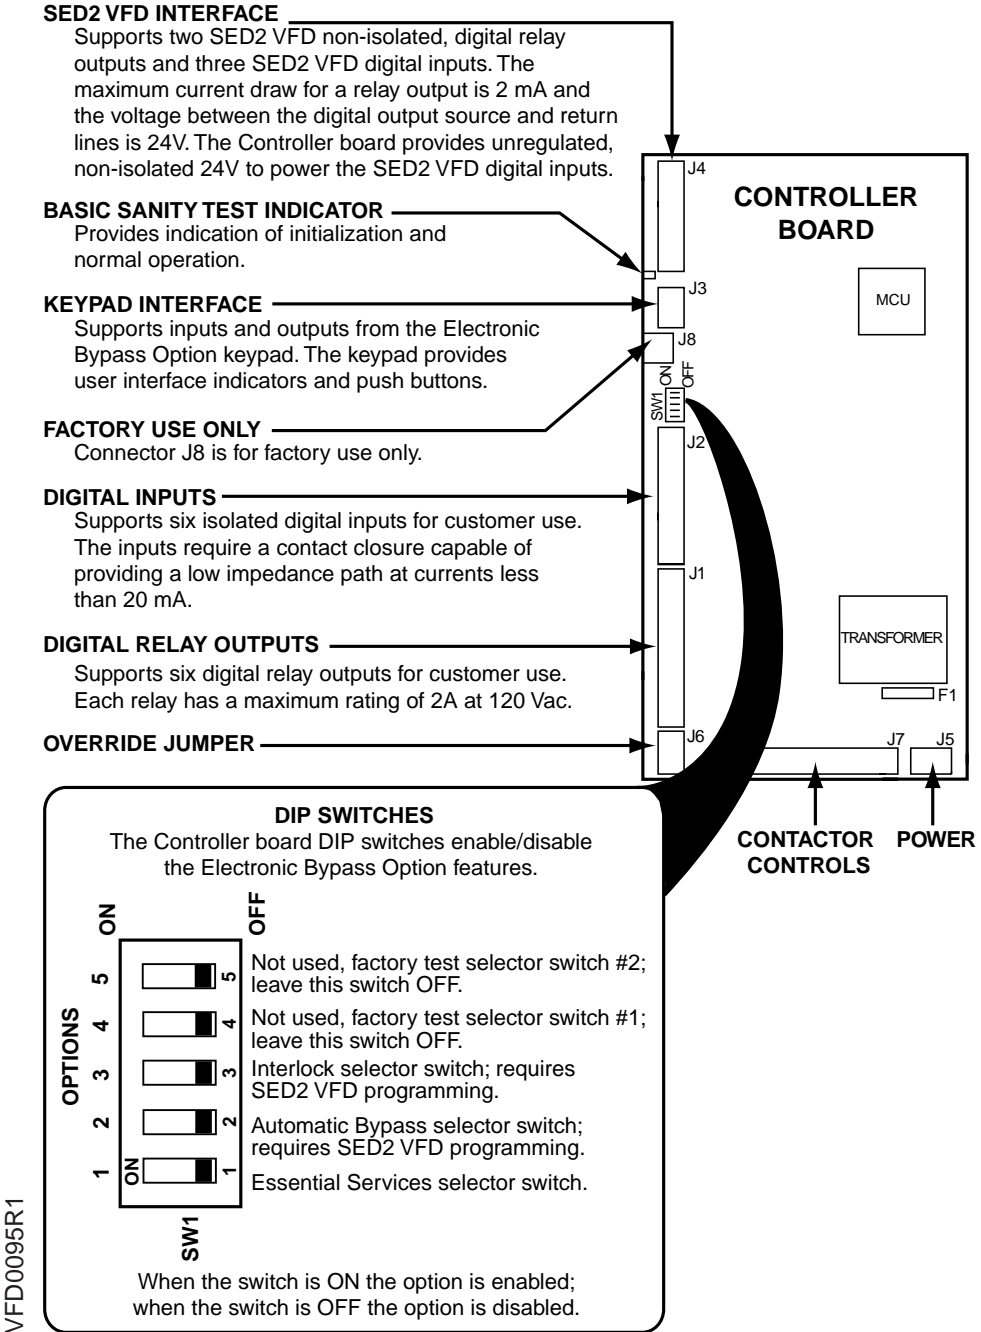 SED2 VFD INTERFACE
Supports two SED2 VFD non-isolated, digital relay
outputs and three SED2 VFD digital inputs. The
maximum current draw for a relay output is 2 mA and
the voltage between the digital output source and return
lines is 24V. The Controller board provides unregulated,
non-isolated 24V to power the SED2 VFD digital inputs.
BASIC SANITY TEST INDICATOR
Provides indication of initialization and
normal operation.
KEYPAD INTERFACE
Supports inputs and outputs from the Electronic
Bypass Option keypad. The keypad provides
user interface indicators and push buttons.
FACTORY USE ONLY
Connector J8 is for factory use only.
DIGITAL INPUTS
Supports six isolated digital inputs for customer use.
The inputs require a contact closure capable of
providing a low impedance path at currents less
than 20 mA.
DIGITAL RELAY OUTPUTS
Supports six digital relay outputs for customer use.
Each relay has a maximum rating of 2A at 120 Vac.
OVERRIDE JUMPER
J4
CONTROLLER
BOARD
J3
MCU
J8
ON
OFF
SW1
J2
J1
TRANSFORMER
F1
J6
J7
J5
CONTACTOR
CONTROLS
POWER
DIP SWITCHES
The Controller board DIP switches enable/disable
the Electronic Bypass Option features.
ON
OFF
OPTIONS
5
5
Not used, factory test selector switch #2;
leave this switch OFF.
4
4
Not used, factory test selector switch #1;
leave this switch OFF.
3
3
Interlock selector switch; requires
SED2 VFD programming.
2
2
Automatic Bypass selector switch;
requires SED2 VFD programming.
1
ON
1
Essential Services selector switch.
SW1
When the switch is ON the option is enabled;
when the switch is OFF the option is disabled.
VFD0095R1